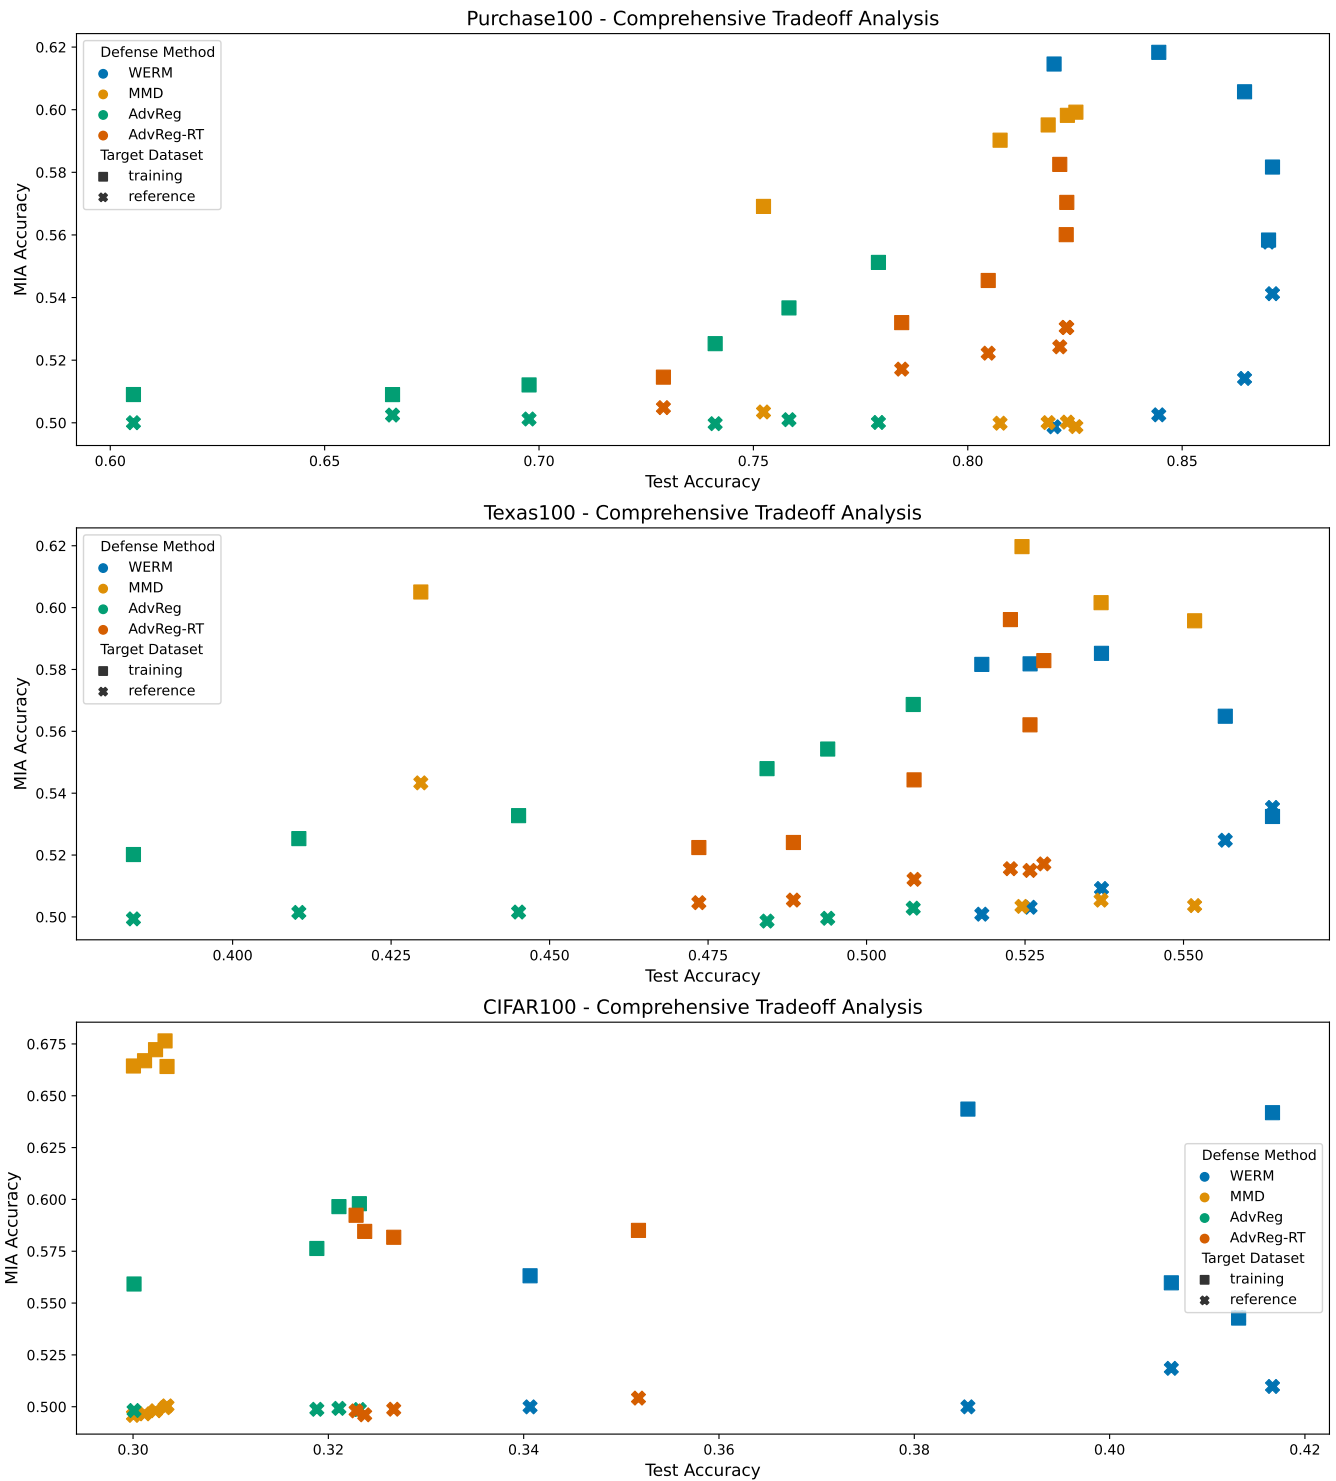 Purchase100 - Comprehensive Tradeoff Analysis
0.62
0.60
0.58
0.56
0.54
0.52
0.50
MIA Accuracy
Defense Method
WERM
MMD
AdvReg
AdvReg-RT
Target Dataset
training
reference
0.60 0.65 0.70 0.75 0.80 0.85
Test Accuracy
Texas100 - Comprehensive Tradeoff Analysis
0.62
0.60
0.58
0.56
0.54
0.52
0.50
MIA Accuracy
Defense Method
WERM
MMD
AdvReg
AdvReg-RT
Target Dataset
training
reference
0.400 0.425 0.450 0.475 0.500 0.525 0.550
Test Accuracy
CIFAR100 - Comprehensive Tradeoff Analysis
0.675
0.650
0.625
0.600
0.575
0.550
0.525
0.500
MIA Accuracy
Defense Method
WERM
MMD
AdvReg
AdvReg-RT
Target Dataset
training
reference
0.30 0.32 0.34 0.36 0.38 0.40 0.42
Test Accuracy